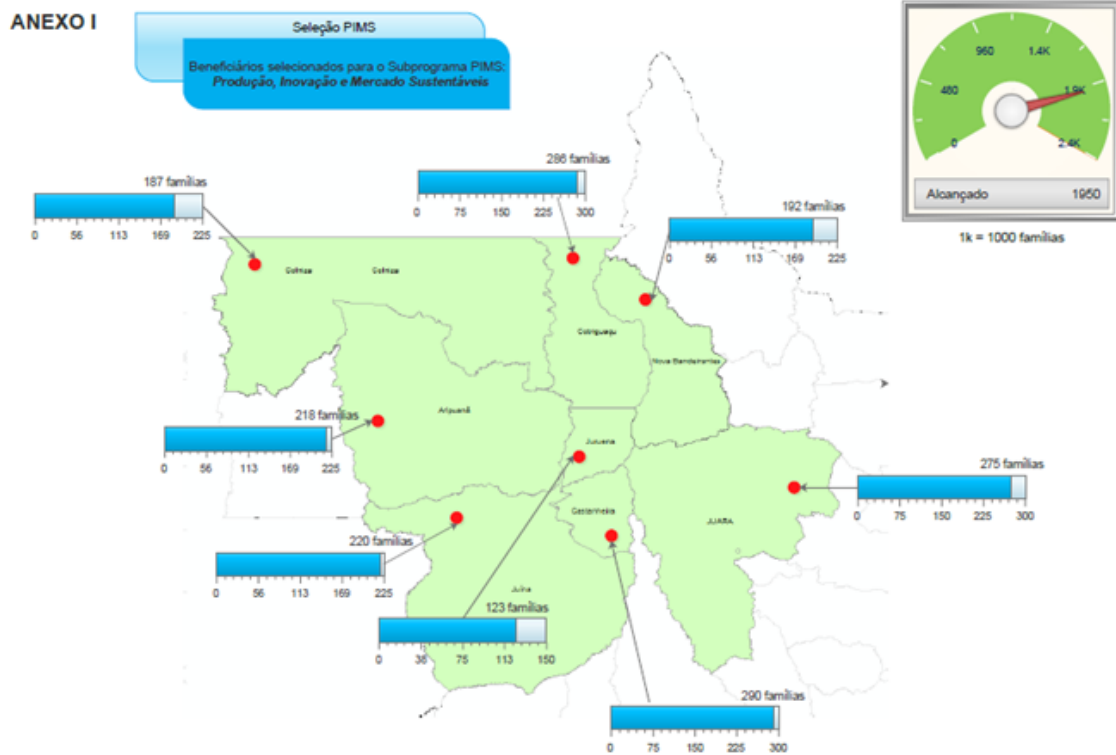 ANEXO I
Seleção PIMS
Beneficiários selecionados para o Subprograma PIMS:
Produção, Inovação e Mercado Sustentáveis
480
960
1.4K
1.9K
0
2.4K
Alcançado 1950
1k = 1000 famílias
187 famílias
0 56 113 169 225
286 famílias
0 75 150 225 300
192 famílias
0 56 113 169 225
Colniza Colniza
Cotriguaçu
Nova Bandeirantes
218 famílias
0 56 113 169 225
Aripuanã
Juruena
275 famílias
0 75 150 225 300
Castanheira
JUARA
220 famílias
0 56 113 169 225
Juína
123 famílias
0 38 75 113 150
290 famílias
0 75 150 225 300